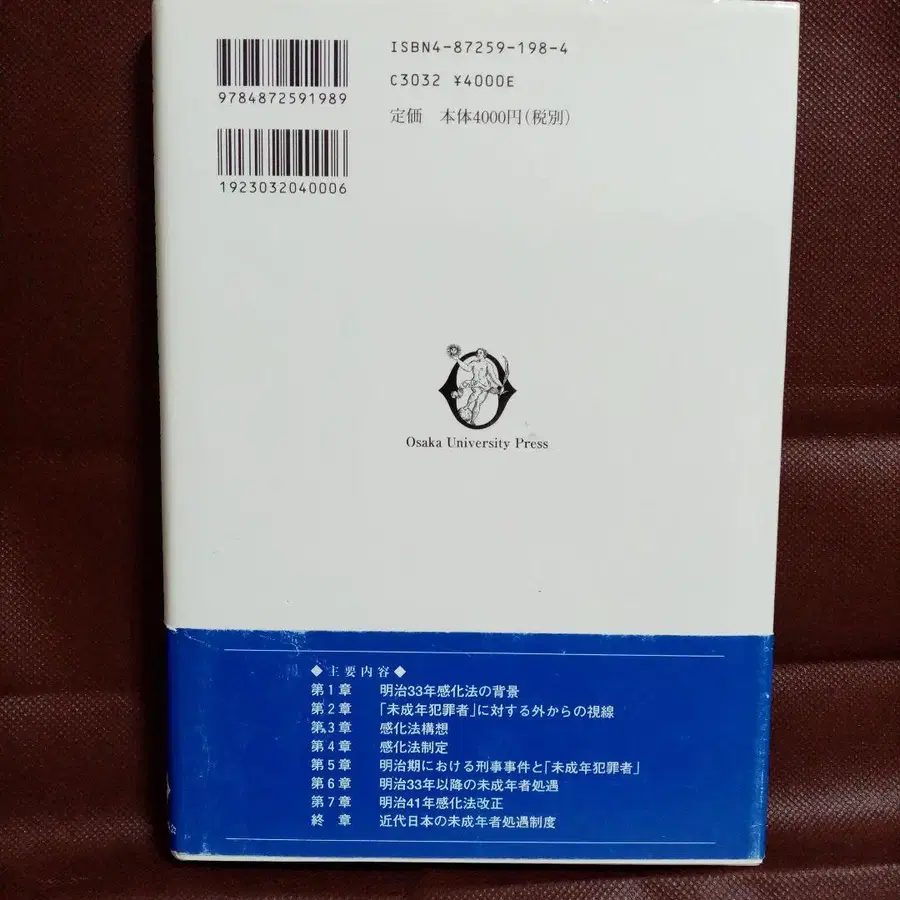 ISBN4-87259-198-4
C3032 ¥4000E
定価 本体4000円(税別)
9784872591989
1923032040006
Osaka University Press
◆主要内容◆
第1章 明治33年感化法の背景
第2章 「未成年犯罪者」に対する外からの視線
第3章 感化法構想
第4章 感化法制定
第5章 明治期における刑事事件と「未成年犯罪者」
第6章 明治33年以降の未成年者処遇
第7章 明治41年感化法改正
終章 近代日本の未成年者処遇制度
会